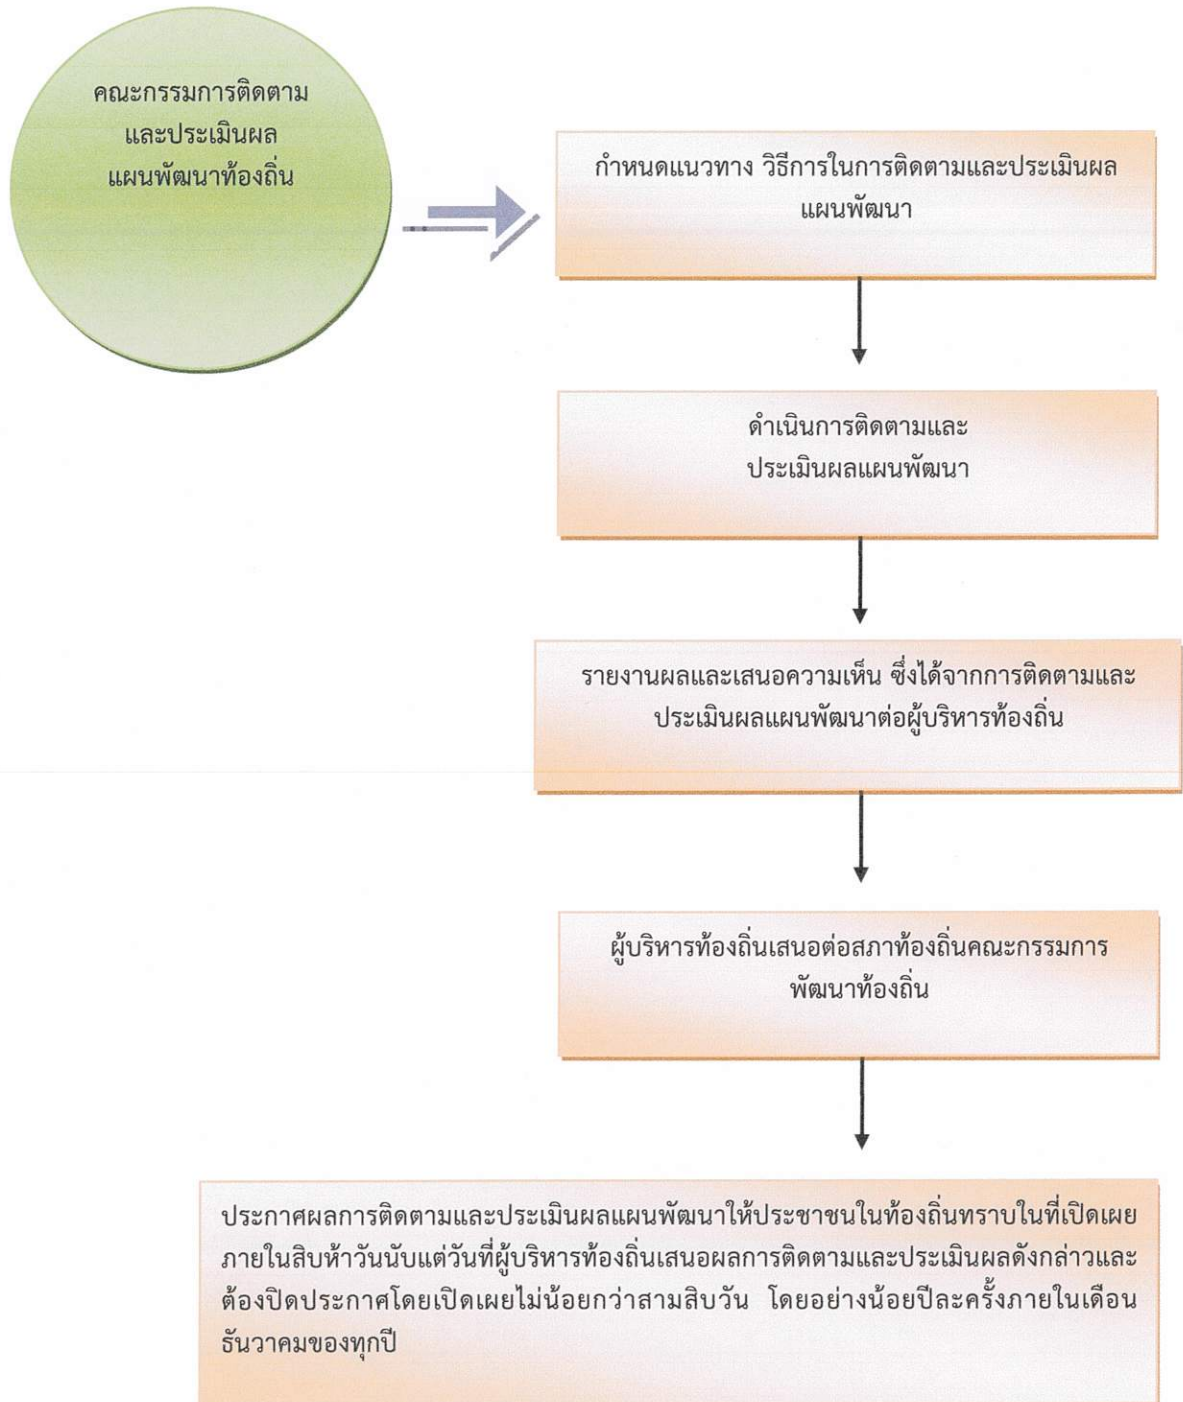 คณะกรรมการติดตาม
และประเมินผล
แผนพัฒนาท้องถิ่น
กำหนดแนวทาง วิธีการในการติดตามและประเมินผล
แผนพัฒนา
ดำเนินการติดตามและ
ประเมินผลแผนพัฒนา
รายงานผลและเสนอความเห็น ซึ่งได้จากการติดตามและ
ประเมินผลแผนพัฒนาต่อผู้บริหารท้องถิ่น
ผู้บริหารท้องถิ่นเสนอต่อสภาท้องถิ่นคณะกรรมการ
พัฒนาท้องถิ่น
ประกาศผลการติดตามและประเมินผลแผนพัฒนาให้ประชาชนในท้องถิ่นทราบในที่เปิดเผย
ภายในสิบห้าวันนับแต่วันที่ผู้บริหารท้องถิ่นเสนอผลการติดตามและประเมินผลดังกล่าวและ
ต้องปิดประกาศโดยเปิดเผยไม่น้อยกว่าสามสิบวัน โดยอย่างน้อยปีละครั้งภายในเดือน
ธันวาคมของทุกปี